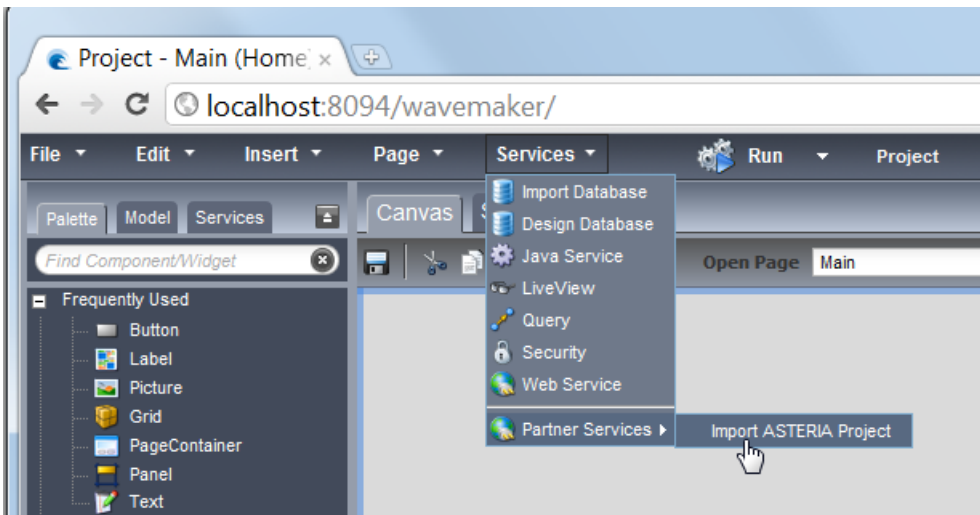 Project - Main (Home)
localhost:8094/wavemaker/
File Edit Insert Page Services Run Project
Palette Model Services
Canvas
Find Component/Widget
Open Page Main
Frequently Used
Button
Label
Picture
Grid
PageContainer
Panel
Text
Import Database
Design Database
Java Service
LiveView
Query
Security
Web Service
Partner Services
Import ASTERIA Project